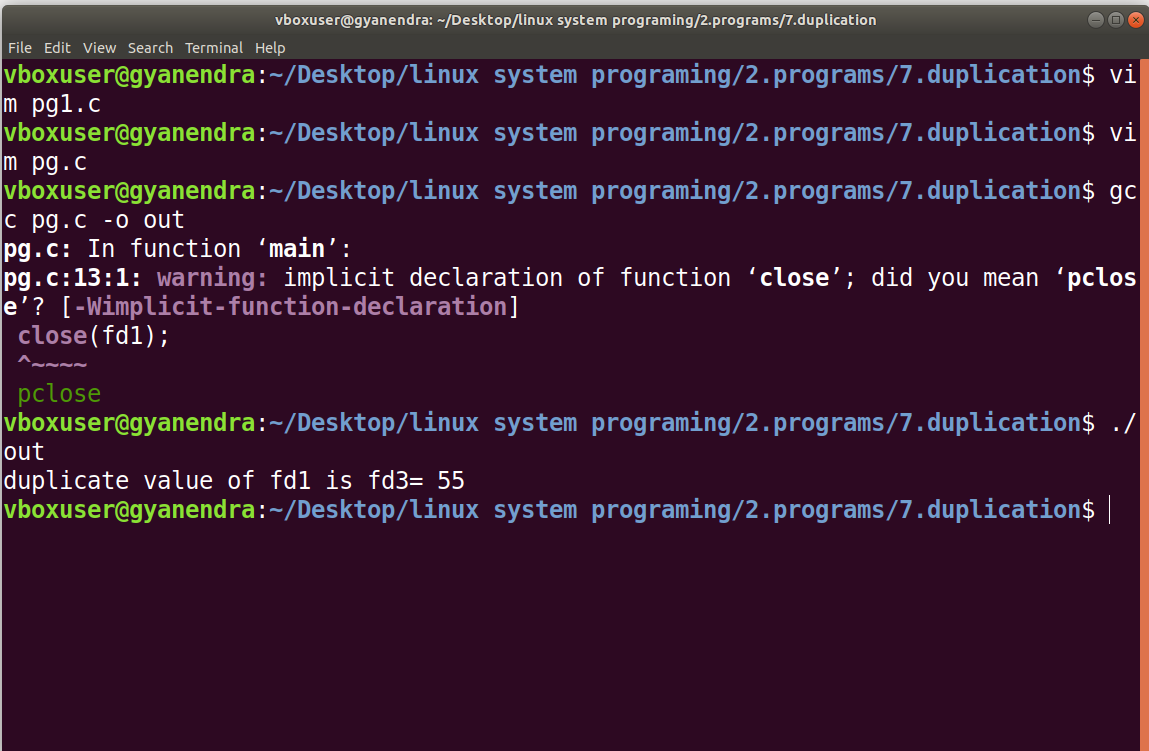 vboxuser@gyanendra: ~/Desktop/linux system programing/2.programs/7.duplication
File Edit View Search Terminal Help
vboxuser@gyanendra:~/Desktop/linux system programing/2.programs/7.duplication$ vi
m pg1.c
vboxuser@gyanendra:~/Desktop/linux system programing/2.programs/7.duplication$ vi
m pg.c
vboxuser@gyanendra:~/Desktop/linux system programing/2.programs/7.duplication$ gc
c pg.c -o out
pg.c: In function ‘main’:
pg.c:13:1: warning: implicit declaration of function ‘close’; did you mean ‘pclos
e’? [-Wimplicit-function-declaration]
 close(fd1);
 ^~~~~
 pclose
vboxuser@gyanendra:~/Desktop/linux system programing/2.programs/7.duplication$ ./
out
duplicate value of fd1 is fd3= 55
vboxuser@gyanendra:~/Desktop/linux system programing/2.programs/7.duplication$